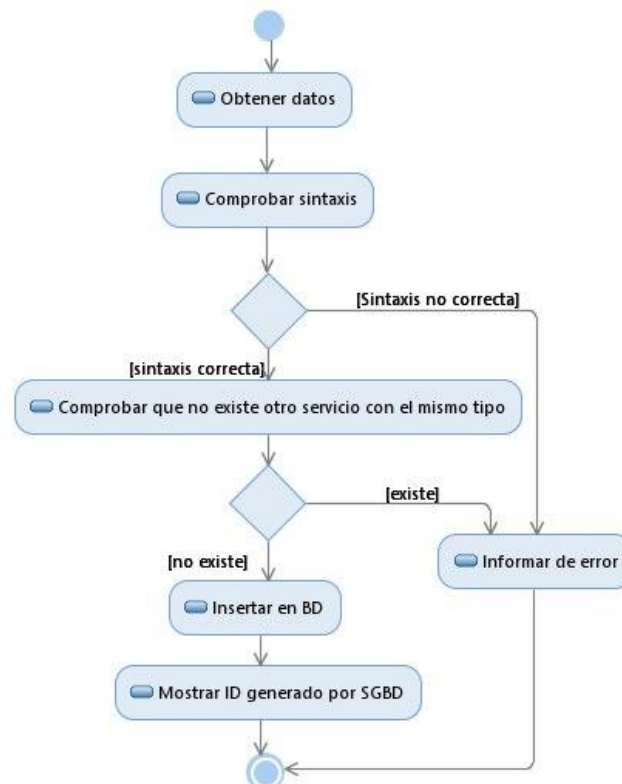 Obtener datos
Comprobar sintaxis
[Sintaxis no correcta]
[sintaxis correcta]
Comprobar que no existe otro servicio con el mismo tipo
[existe]
[no existe]
Informar de error
Insertar en BD
Mostrar ID generado por SGBD